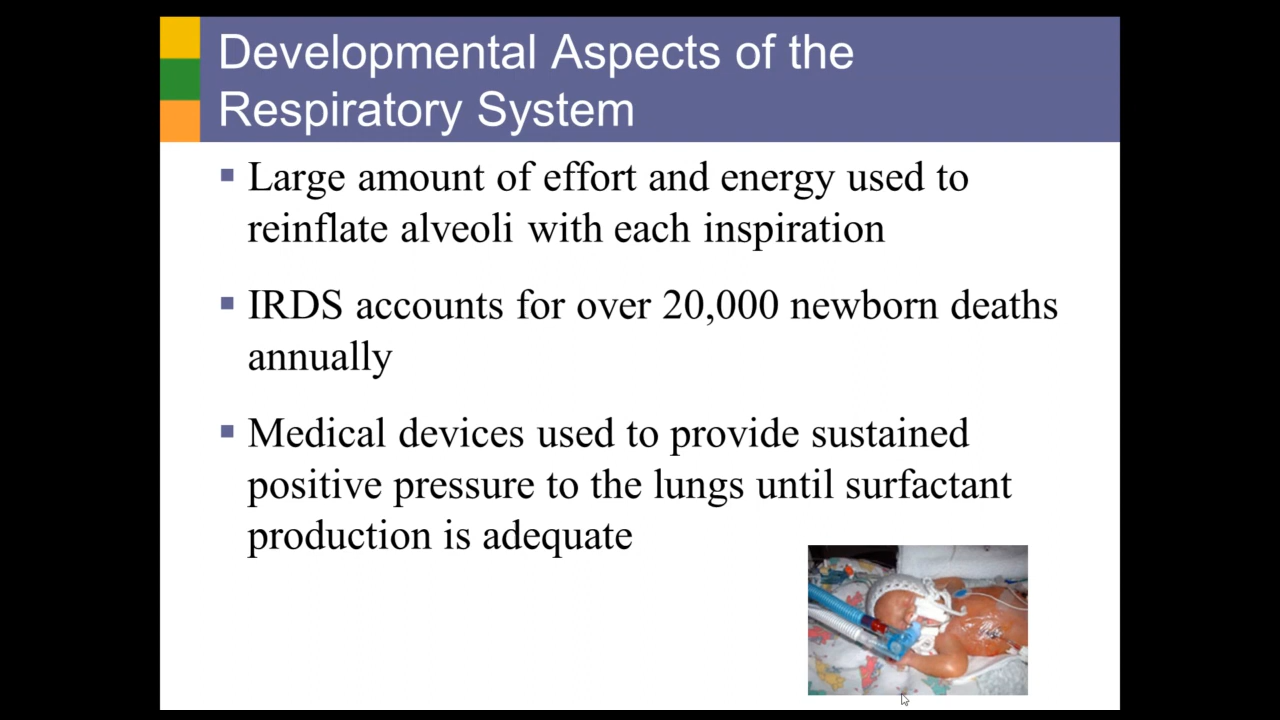 Developmental Aspects of the
Respiratory System
Large amount of effort and energy used to
reinflate alveoli with each inspiration
IRDS accounts for over 20,000 newborn deaths
annually
Medical devices used to provide sustained
positive pressure to the lungs until surfactant
production is adequate